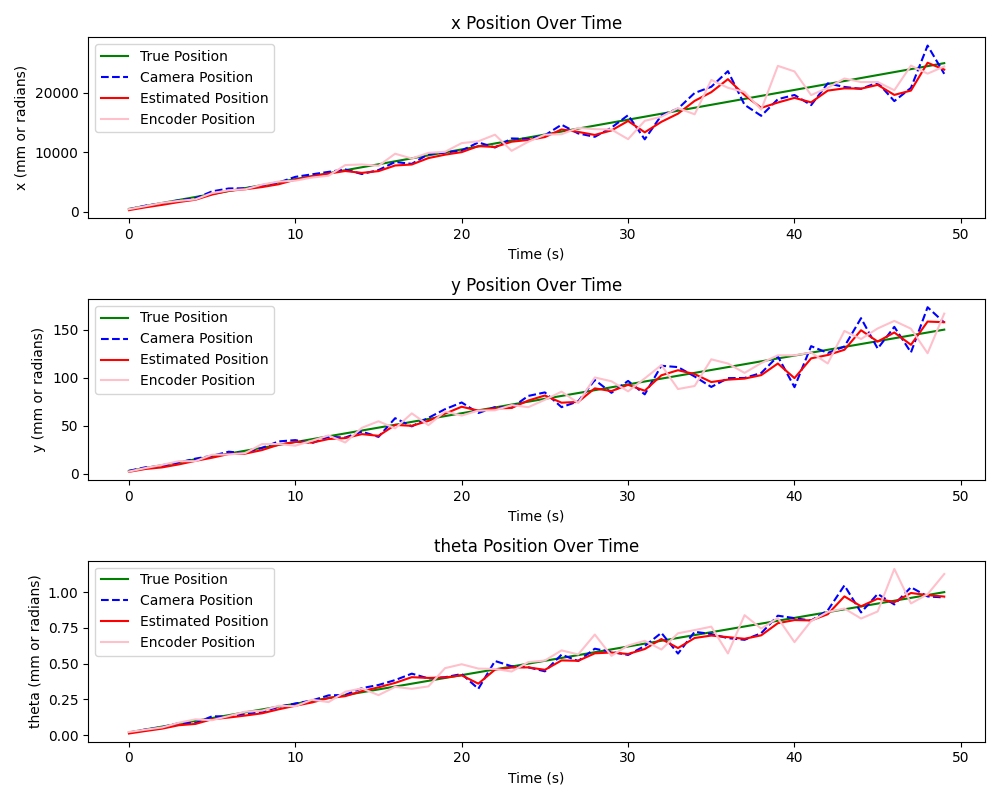 x Position Over Time
True Position
Camera Position
Estimated Position
Encoder Position
x (mm or radians)
20000
10000
0
0 10 20 30 40 50
Time (s)
y Position Over Time
True Position
Camera Position
Estimated Position
Encoder Position
y (mm or radians)
150
100
50
0
0 10 20 30 40 50
Time (s)
theta Position Over Time
True Position
Camera Position
Estimated Position
Encoder Position
theta (mm or radians)
1.00
0.75
0.50
0.25
0.00
0 10 20 30 40 50
Time (s)